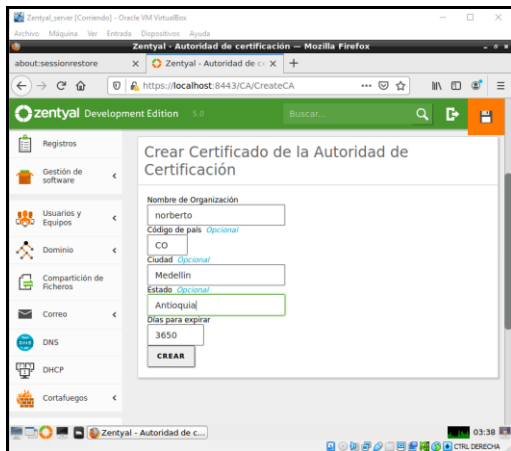 Zentyal_server [Corriendo] - Oracle VM VirtualBox
Archivo Máquina Ver Entrada Dispositivos Ayuda
Zentyal - Autoridad de certificación — Mozilla Firefox
about:sessionrestore
Zentyal - Autoridad de ce
https://localhost:8443/CA/CreateCA
zentyal Development Edition 5.0
Buscar...
Registros
Gestión de
software
Usuarios y
Equipos
Dominio
Compartición de
Ficheros
Correo
DNS
DHCP
Cortafuegos
Crear Certificado de la Autoridad de
Certificación
Nombre de Organización
norberto
Código de país Opcional
CO
Ciudad Opcional
Medellin
Estado Opcional
Antioquia
Días para expirar
3650
CREAR
Zentyal - Autoridad de c...
03:38
CTRL DERECHA